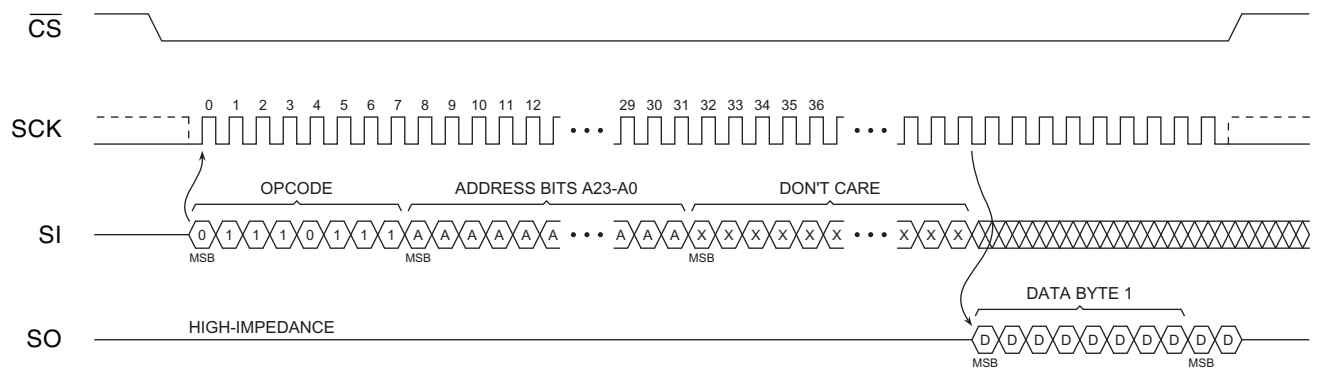 CS
0 1 2 3 4 5 6 7 8 9 10 11 12 29 30 31 32 33 34 35 36
SCK
OPCODE ADDRESS BITS A23-A0 DON'T CARE
SI 0 1 1 1 0 1 1 1 A A A A A A A A A X X X X X X X X X
MSB MSB MSB
DATA BYTE 1
HIGH-IMPEDANCE
SO D D D D D D D D D D
MSB MSB